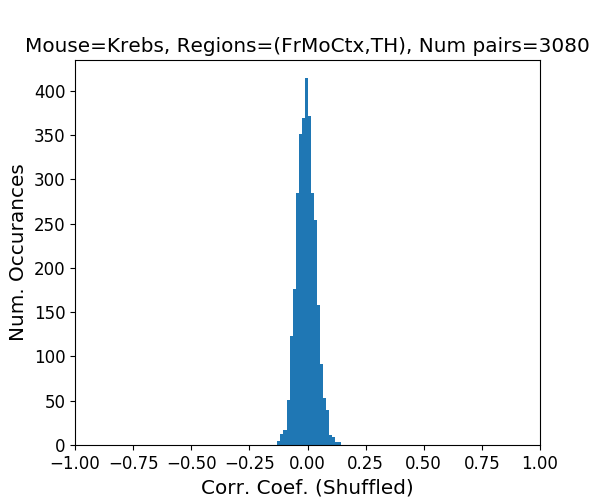 Mouse=Krebs, Regions=(FrMoCtx,TH), Num pairs=3080
400
350
300
250
200
150
100
50
0
Num. Occurances
−1.00 −0.75 −0.50 −0.25 0.00 0.25 0.50 0.75 1.00
Corr. Coef. (Shuffled)